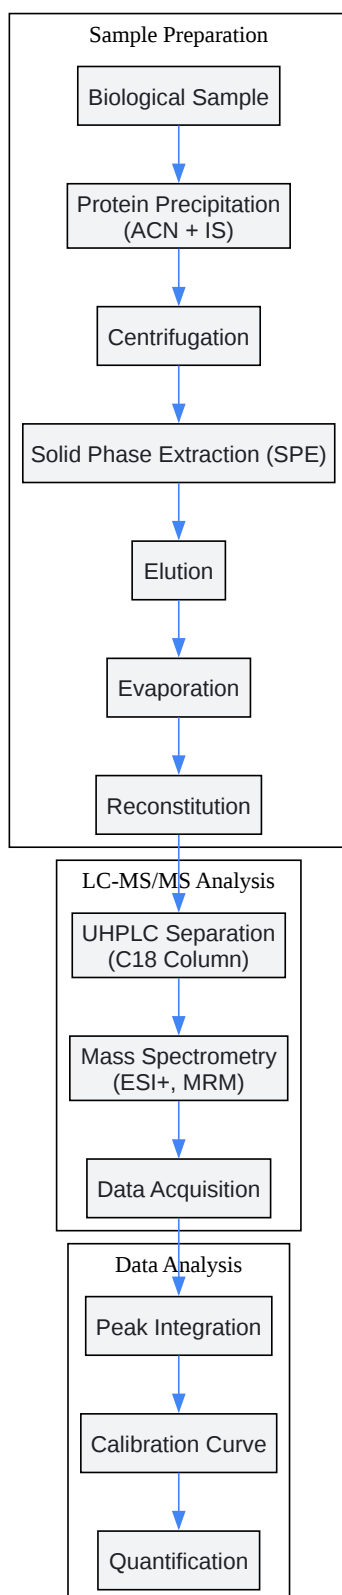 Sample Preparation
Biological Sample
Protein Precipitation
(ACN + IS)
Centrifugation
Solid Phase Extraction (SPE)
Elution
Evaporation
Reconstitution
LC-MS/MS Analysis
UHPLC Separation
(C18 Column)
Mass Spectrometry
(ESI+, MRM)
Data Acquisition
Data Analysis
Peak Integration
Calibration Curve
Quantification